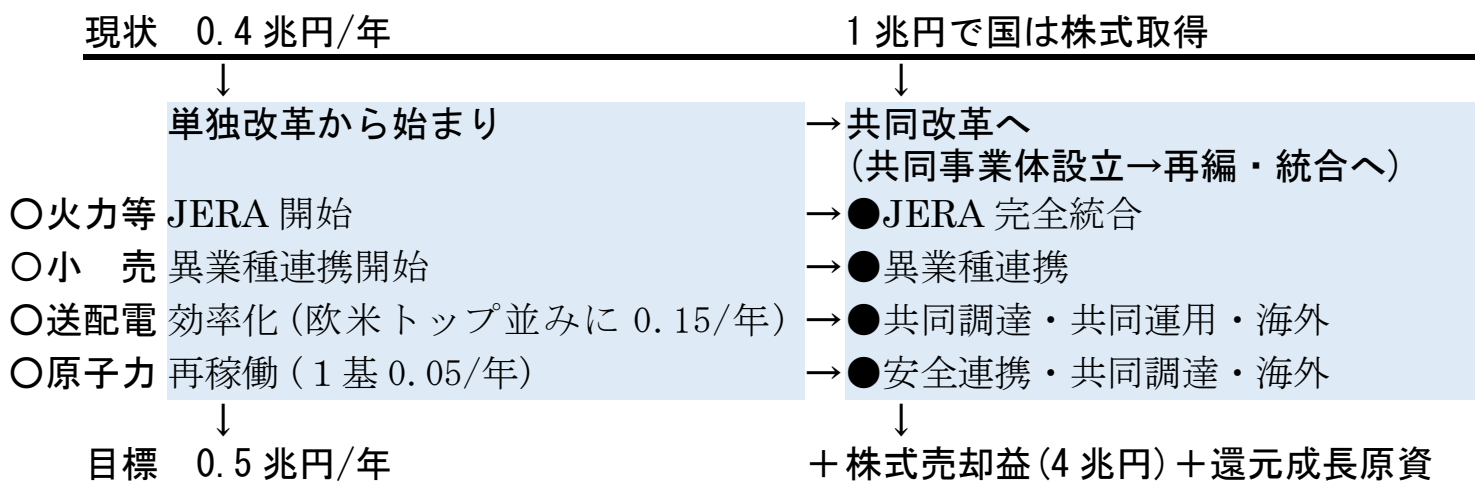 現状　0.4 兆円/年　1 兆円で国は株式取得
↓　↓
単独改革から始まり　→共同改革へ
(共同事業体設立→再編・統合へ)
〇火力等 JERA 開始　→●JERA 完全統合
〇小　売 異業種連携開始　→●異業種連携
〇送配電 効率化(欧米トップ並みに 0.15/年)　→●共同調達・共同運用・海外
〇原子力 再稼働(１基 0.05/年)　→●安全連携・共同調達・海外
↓　↓
目標　0.5 兆円/年　＋株式売却益(4 兆円)＋還元成長原資